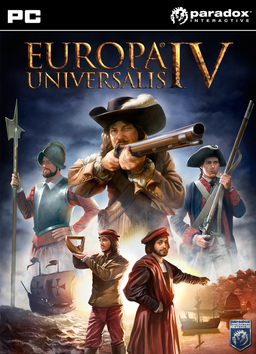 PC
paradox
INTERACTIVE
EUROPA
UNIVERSALIS IV